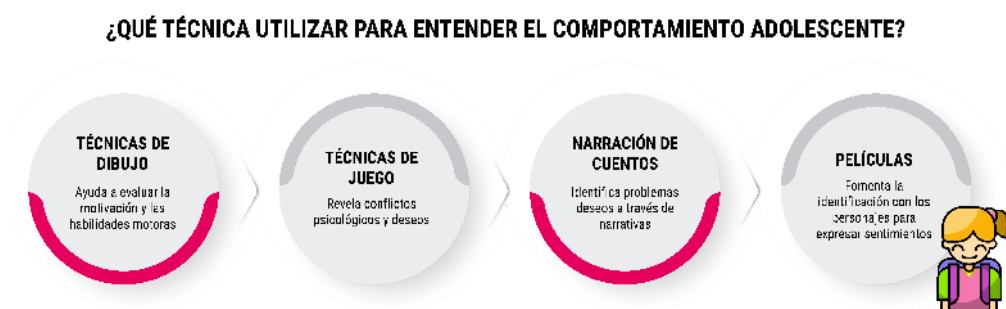 ¿QUÉ TÉCNICA UTILIZAR PARA ENTENDER EL COMPORTAMIENTO ADOLESCENTE?
TÉCNICAS DE
DIBUJO
Ayuda a evaluar la
motivación y las
habilidades motoras
TÉCNICAS DE
JUEGO
Revela conflictos
psicológicos y deseos
NARRACIÓN DE
CUENTOS
Identifica problemas
deseos a través de
narrativas
PELÍCULAS
Fomenta la
identificación con los
personajes para
expresar sentimientos